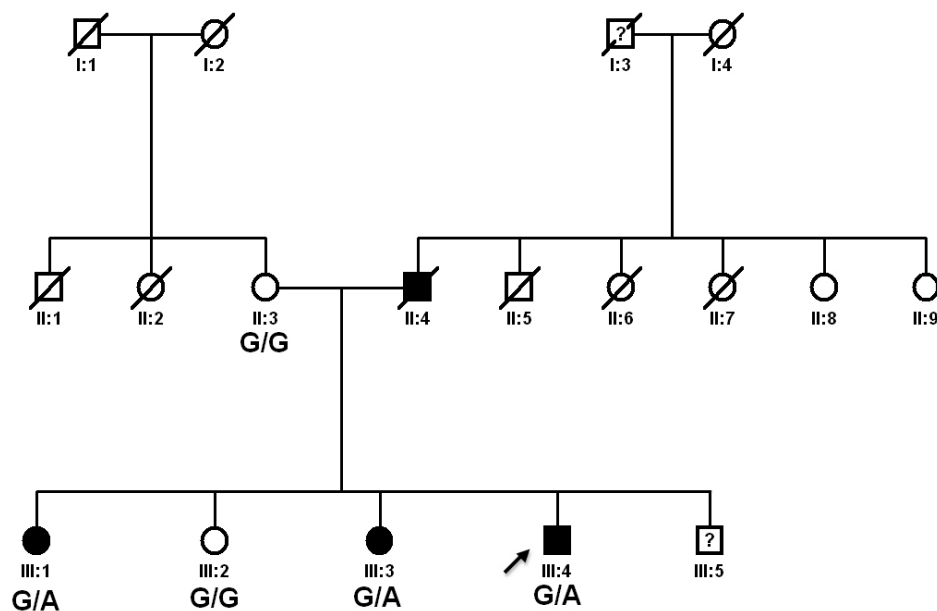 ?
I:1 I:2 I:3 I:4
II:1 II:2 II:3 II:4 II:5 II:6 II:7 II:8 II:9
G/G
?
III:1 III:2 III:3 III:4 III:5
G/A G/G G/A G/A